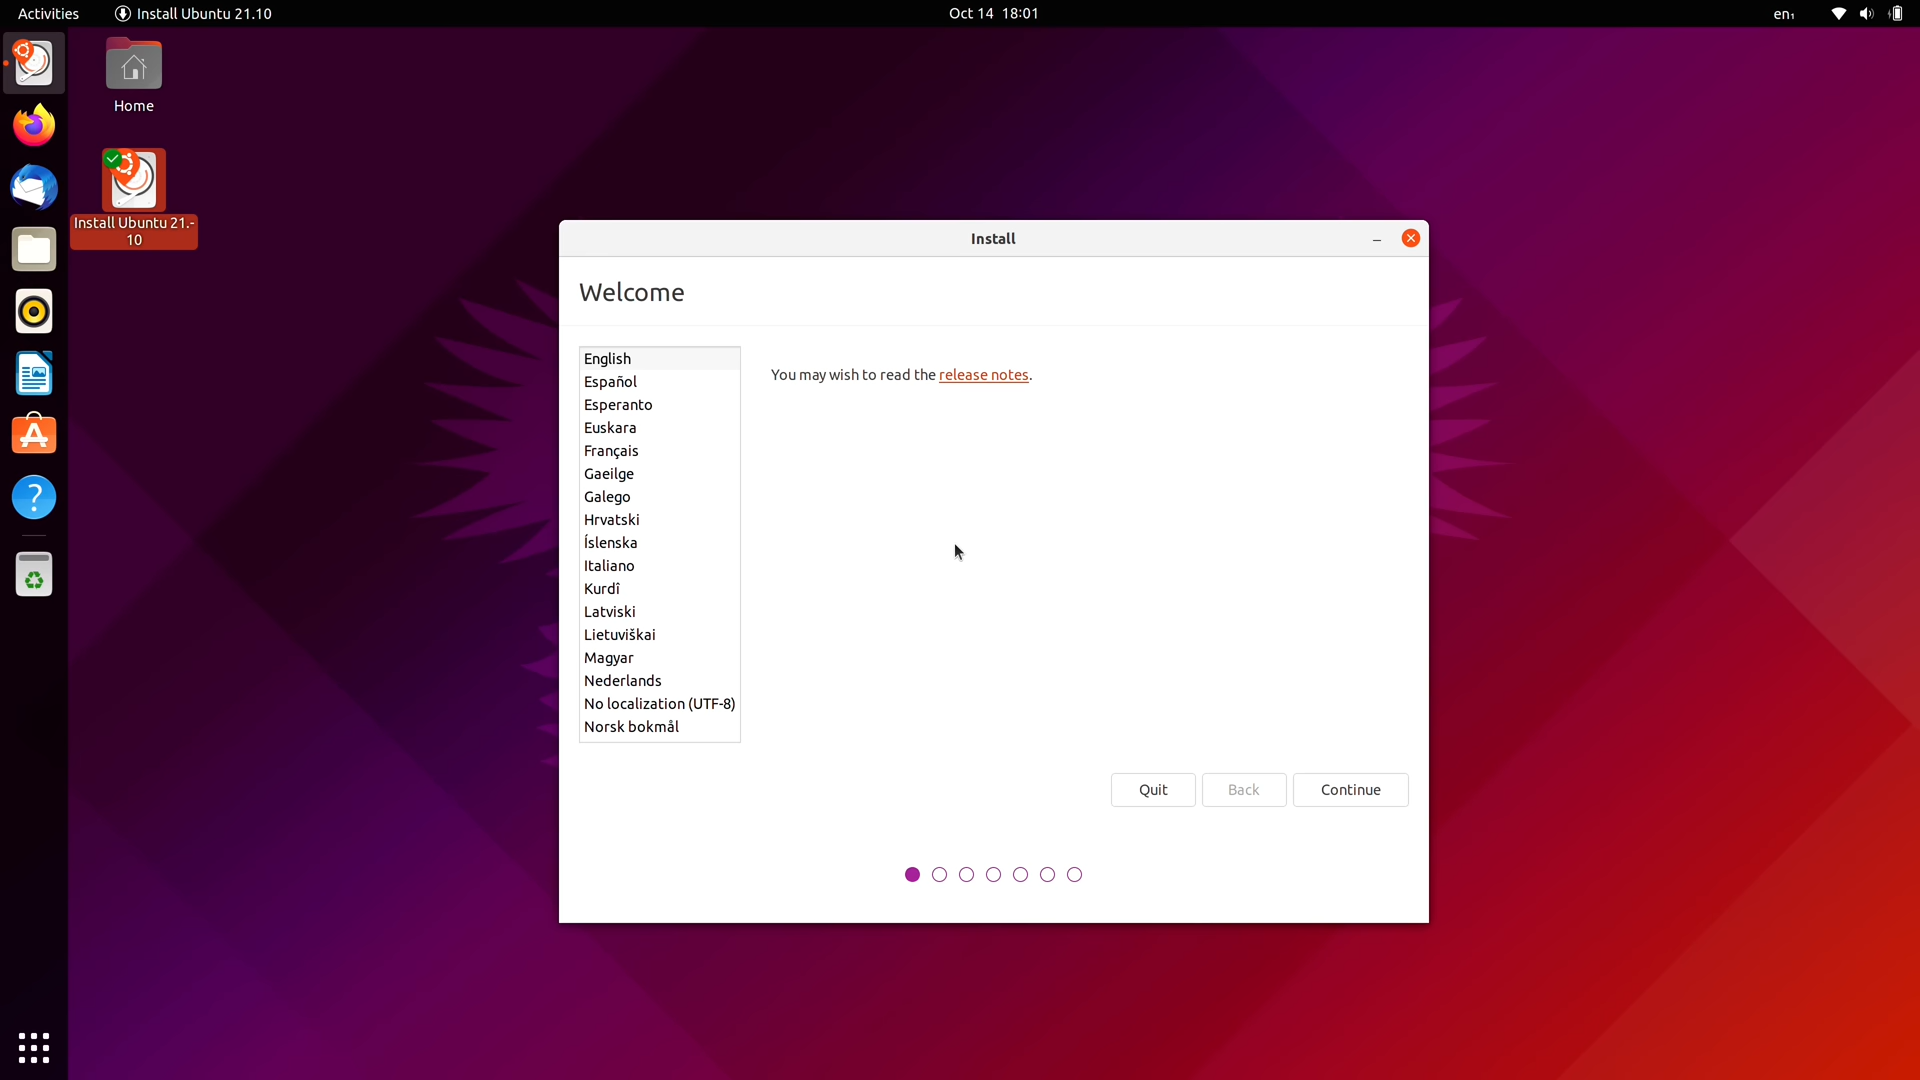 Activities
Install Ubuntu 21.10
Oct 14 18:01
en₁
Home
Install Ubuntu 21.-
10
Install
Welcome
English
Español
Esperanto
Euskara
Français
Gaeilge
Galego
Hrvatski
Íslenska
Italiano
Kurdî
Latviski
Lietuviškai
Magyar
Nederlands
No localization (UTF-8)
Norsk bokmål
You may wish to read the release notes.
Quit
Back
Continue